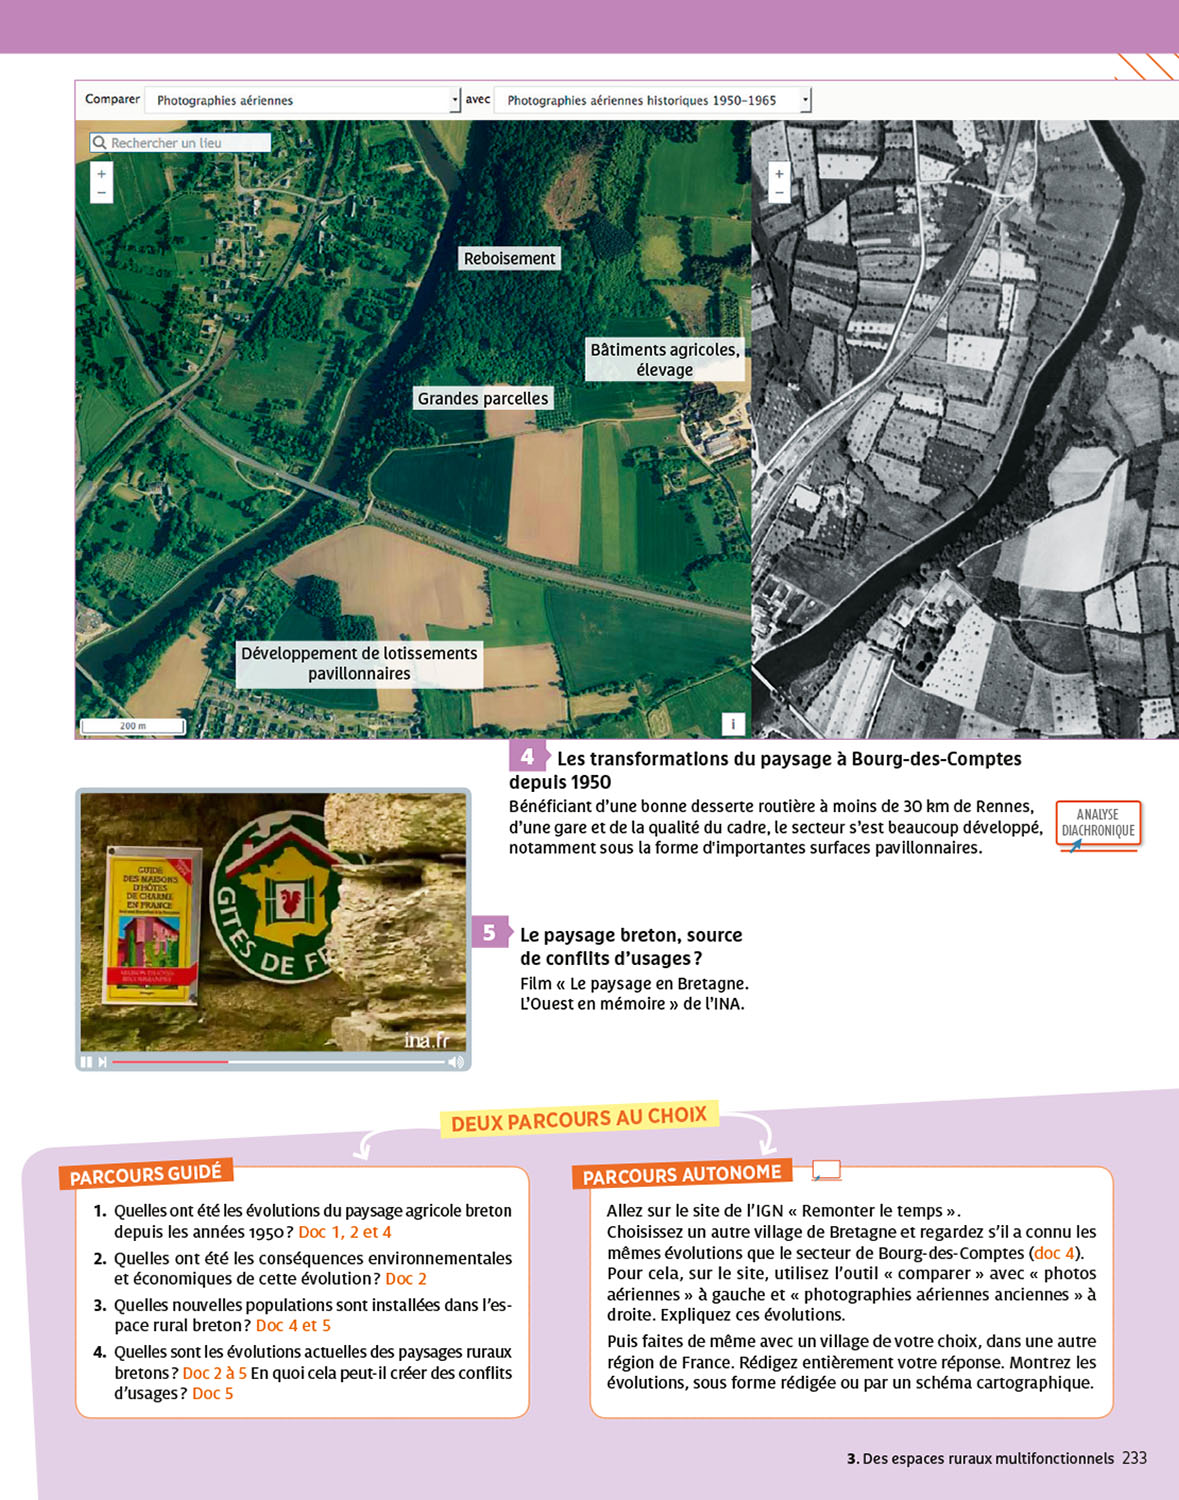 Comparer Photographies aériennes avec Photographies aériennes historiques 1950-1965
Rechercher un lieu
+
−
+
−
Reboisement
Bâtiments agricoles,
élevage
Grandes parcelles
Développement de lotissements
pavillonnaires
200 m
i
4 Les transformations du paysage à Bourg-des-Comptes
depuis 1950
Bénéficiant d'une bonne desserte routière à moins de 30 km de Rennes,
d'une gare et de la qualité du cadre, le secteur s'est beaucoup développé,
notamment sous la forme d'importantes surfaces pavillonnaires.
ANALYSE
DIACHRONIQUE
GUIDE
DES MAISONS
D'HÔTES
DE CHARME
EN FRANCE
GITES DE FR
ina.fr
5 Le paysage breton, source
de conflits d'usages ?
Film « Le paysage en Bretagne.
L'Ouest en mémoire » de l'INA.
DEUX PARCOURS AU CHOIX
PARCOURS GUIDÉ
1. Quelles ont été les évolutions du paysage agricole breton
depuis les années 1950 ? Doc 1, 2 et 4
2. Quelles ont été les conséquences environnementales
et économiques de cette évolution ? Doc 2
3. Quelles nouvelles populations sont installées dans l'es-
pace rural breton ? Doc 4 et 5
4. Quelles sont les évolutions actuelles des paysages ruraux
bretons ? Doc 2 à 5 En quoi cela peut-il créer des conflits
d'usages ? Doc 5
PARCOURS AUTONOME
Allez sur le site de l'IGN « Remonter le temps ».
Choisissez un autre village de Bretagne et regardez s'il a connu les
mêmes évolutions que le secteur de Bourg-des-Comptes (doc 4).
Pour cela, sur le site, utilisez l'outil « comparer » avec « photos
aériennes » à gauche et « photographies aériennes anciennes » à
droite. Expliquez ces évolutions.
Puis faites de même avec un village de votre choix, dans une autre
région de France. Rédigez entièrement votre réponse. Montrez les
évolutions, sous forme rédigée ou par un schéma cartographique.
3. Des espaces ruraux multifonctionnels 233